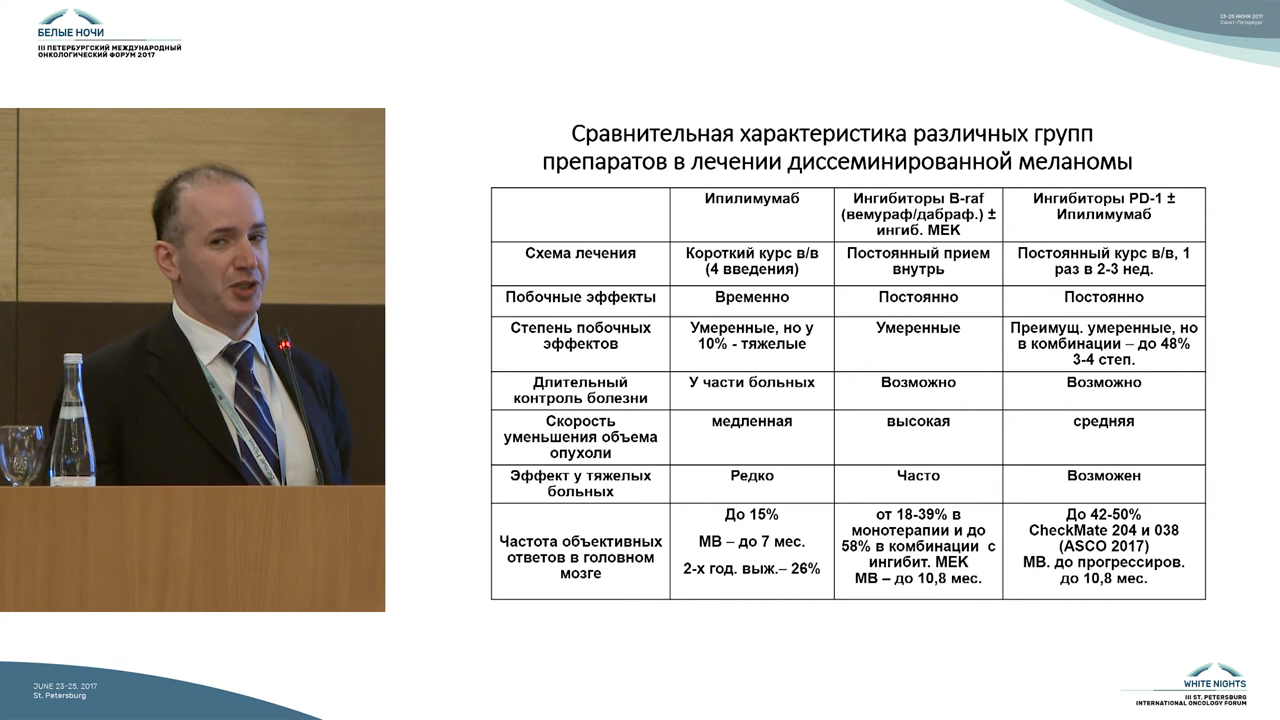 БЕЛЫЕ НОЧИ
III ПЕТЕРБУРГСКИЙ МЕЖДУНАРОДНЫЙ
ОНКОЛОГИЧЕСКИЙ ФОРУМ 2017
23-25 ИЮНЯ 2017
Санкт-Петербург
Сравнительная характеристика различных групп
препаратов в лечении диссеминированной меланомы
Ипилимумаб
Ингибиторы B-raf
(вемураф/дабраф.) ±
ингиб. MEK
Ингибиторы PD-1 ±
Ипилимумаб
Схема лечения
Короткий курс в/в
(4 введения)
Постоянный прием
внутрь
Постоянный курс в/в, 1
раз в 2-3 нед.
Побочные эффекты
Временно
Постоянно
Постоянно
Степень побочных
эффектов
Умеренные, но у
10% - тяжелые
Умеренные
Преимущ. умеренные, но
в комбинации – до 48%
3-4 степ.
Длительный
контроль болезни
У части больных
Возможно
Возможно
Скорость
уменьшения объема
опухоли
медленная
высокая
средняя
Эффект у тяжелых
больных
Редко
Часто
Возможен
Частота объективных
ответов в головном
мозге
До 15%
МВ – до 7 мес.
2-х год. выж.– 26%
от 18-39% в
монотерапии и до
58% в комбинации с
ингибит. MEK
МВ – до 10,8 мес.
До 42-50%
CheckMate 204 и 038
(ASCO 2017)
МВ. до прогрессиров.
до 10,8 мес.
JUNE 23-25, 2017
St. Petersburg
WHITE NIGHTS
III ST. PETERSBURG
INTERNATIONAL ONCOLOGY FORUM